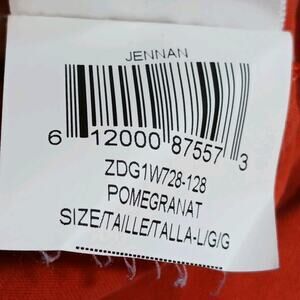 JENNAN
6 12000 87557 3
ZDG1W728-128
POMEGRANAT
SIZE/TAILLE/TALLA-L/G/G